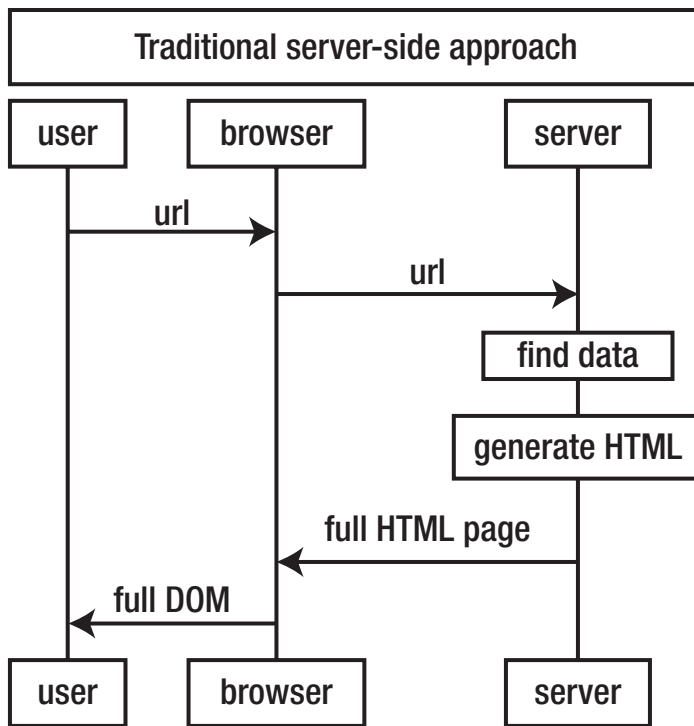 Traditional server-side approach
user
browser
server
url
url
find data
generate HTML
full HTML page
full DOM
user
browser
server